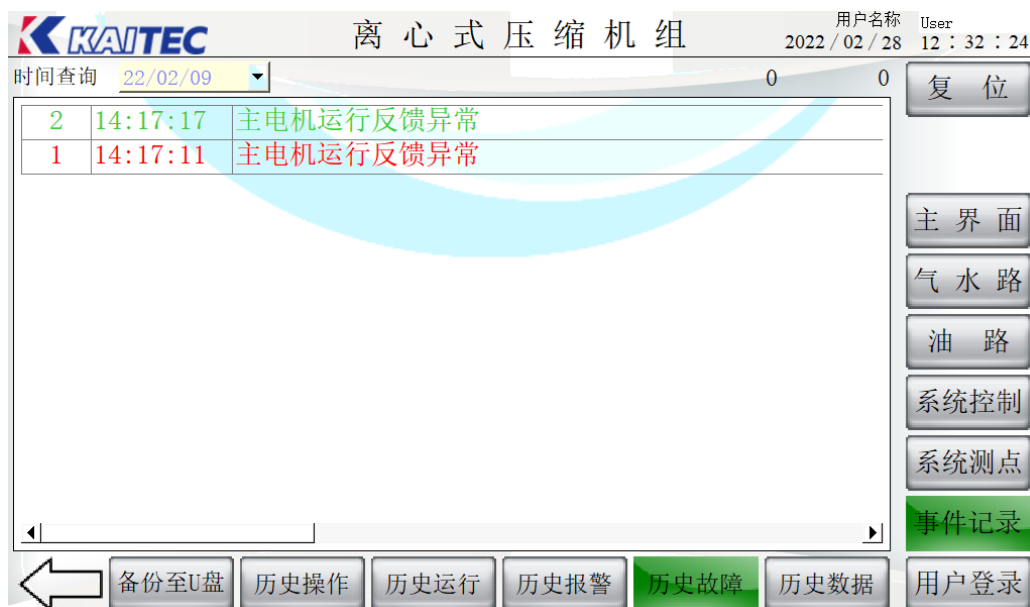 KAITEC
离心式压缩机组
用户名称 User
2022/02/28 12:32:24
时间查询 22/02/09 0 0
复位
2 14:17:17 主电机运行反馈异常
1 14:17:11 主电机运行反馈异常
主界面
气水路
油路
系统控制
系统测点
事件记录
备份至U盘 历史操作 历史运行 历史报警 历史故障 历史数据 用户登录